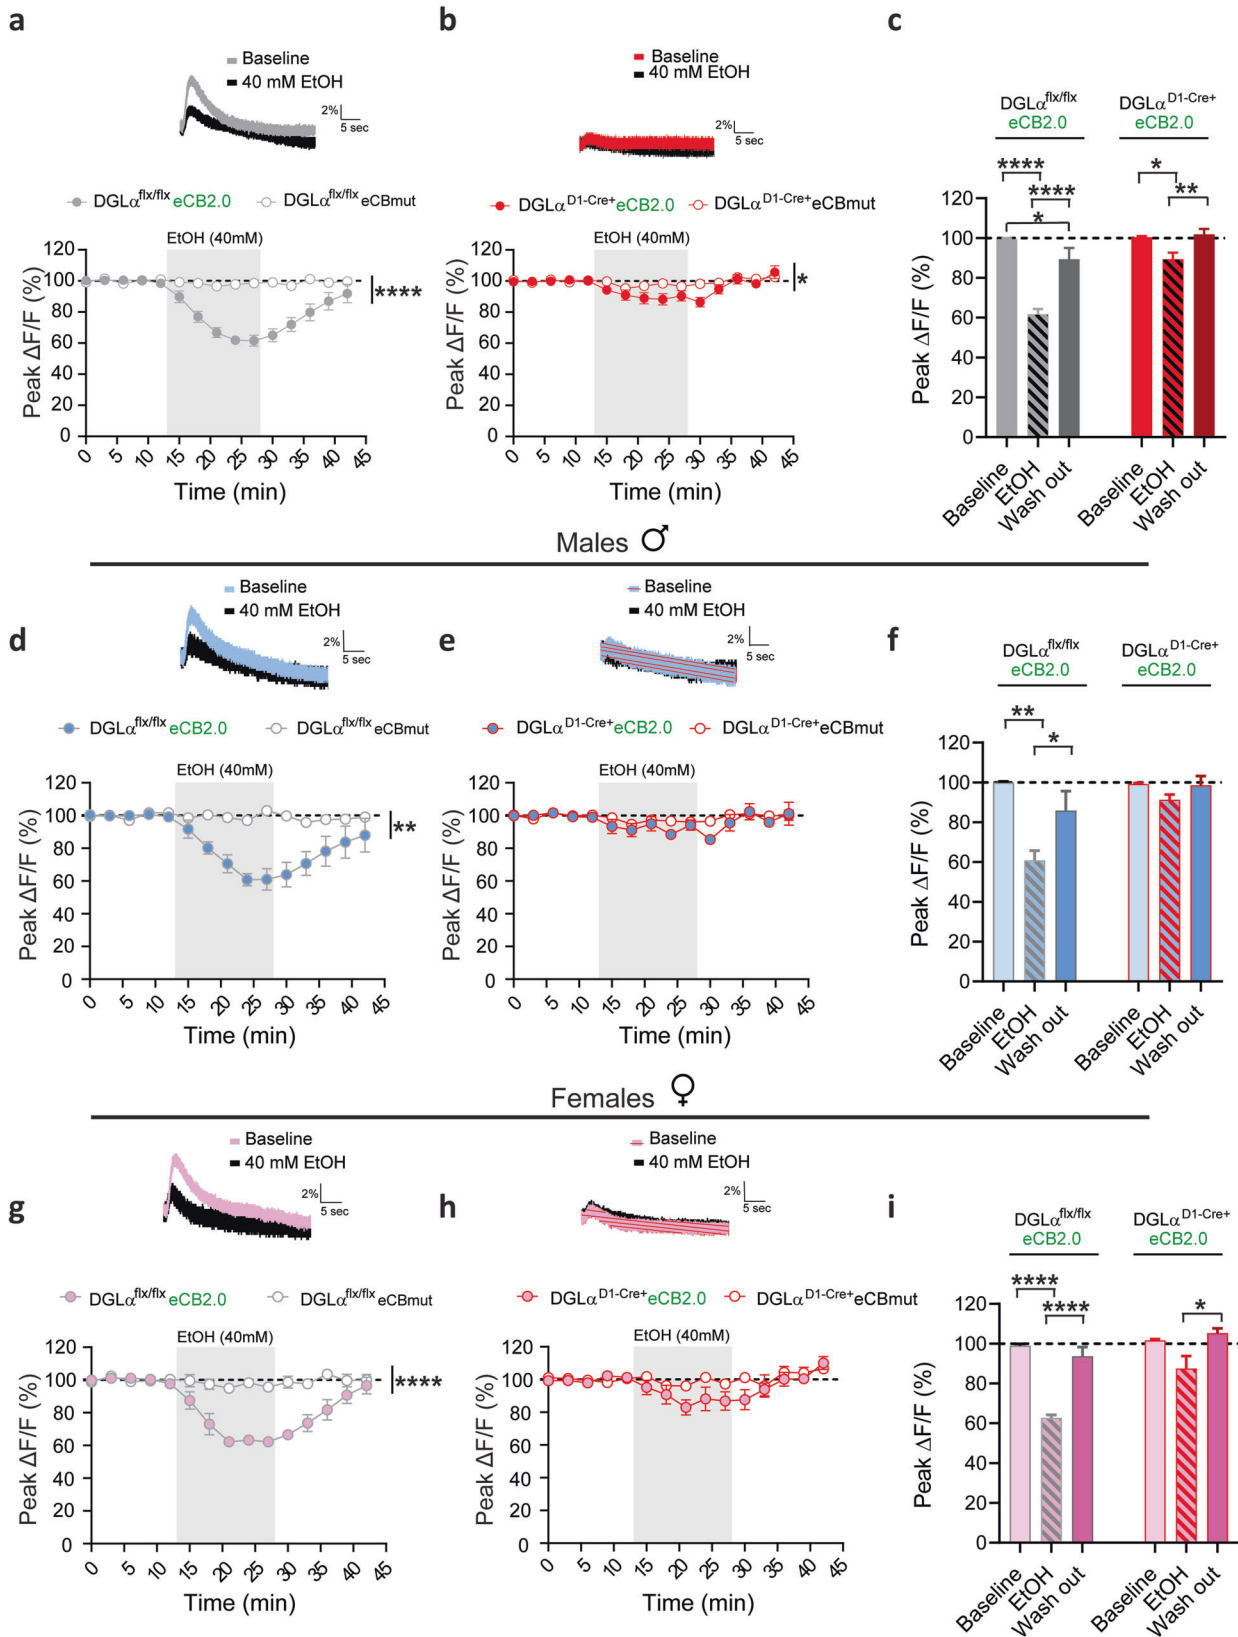 a
Baseline
40 mM EtOH
2%
5 sec
DGLα^flx/flx eCB2.0
DGLα^flx/flx eCBmut
EtOH (40mM)
Peak ΔF/F (%)
120
100
80
60
40
20
0
****
0 5 10 15 20 25 30 35 40 45
Time (min)
b
Baseline
40 mM EtOH
2%
5 sec
DGLα^D1-Cre+ eCB2.0
DGLα^D1-Cre+ eCBmut
EtOH (40mM)
Peak ΔF/F (%)
120
100
80
60
40
20
0
*
0 5 10 15 20 25 30 35 40 45
Time (min)
c
DGLα^flx/flx
eCB2.0
DGLα^D1-Cre+
eCB2.0
****
****
*
*
**
Peak ΔF/F (%)
120
100
80
60
40
20
0
Baseline
EtOH
Wash out
Baseline
EtOH
Wash out
Males ♂
d
Baseline
40 mM EtOH
2%
5 sec
DGLα^flx/flx eCB2.0
DGLα^flx/flx eCBmut
EtOH (40mM)
Peak ΔF/F (%)
120
100
80
60
40
20
0
**
0 5 10 15 20 25 30 35 40 45
Time (min)
e
Baseline
40 mM EtOH
2%
5 sec
DGLα^D1-Cre+ eCB2.0
DGLα^D1-Cre+ eCBmut
EtOH (40mM)
Peak ΔF/F (%)
120
100
80
60
40
20
0
0 5 10 15 20 25 30 35 40 45
Time (min)
f
DGLα^flx/flx
eCB2.0
DGLα^D1-Cre+
eCB2.0
**
*
Peak ΔF/F (%)
120
100
80
60
40
20
0
Baseline
EtOH
Wash out
Baseline
EtOH
Wash out
Females ♀
g
Baseline
40 mM EtOH
2%
5 sec
DGLα^flx/flx eCB2.0
DGLα^flx/flx eCBmut
EtOH (40mM)
Peak ΔF/F (%)
120
100
80
60
40
20
0
****
0 5 10 15 20 25 30 35 40 45
Time (min)
h
Baseline
40 mM EtOH
2%
5 sec
DGLα^D1-Cre+ eCB2.0
DGLα^D1-Cre+ eCBmut
EtOH (40mM)
Peak ΔF/F (%)
120
100
80
60
40
20
0
0 5 10 15 20 25 30 35 40 45
Time (min)
i
DGLα^flx/flx
eCB2.0
DGLα^D1-Cre+
eCB2.0
****
****
*
Peak ΔF/F (%)
120
100
80
60
40
20
0
Baseline
EtOH
Wash out
Baseline
EtOH
Wash out